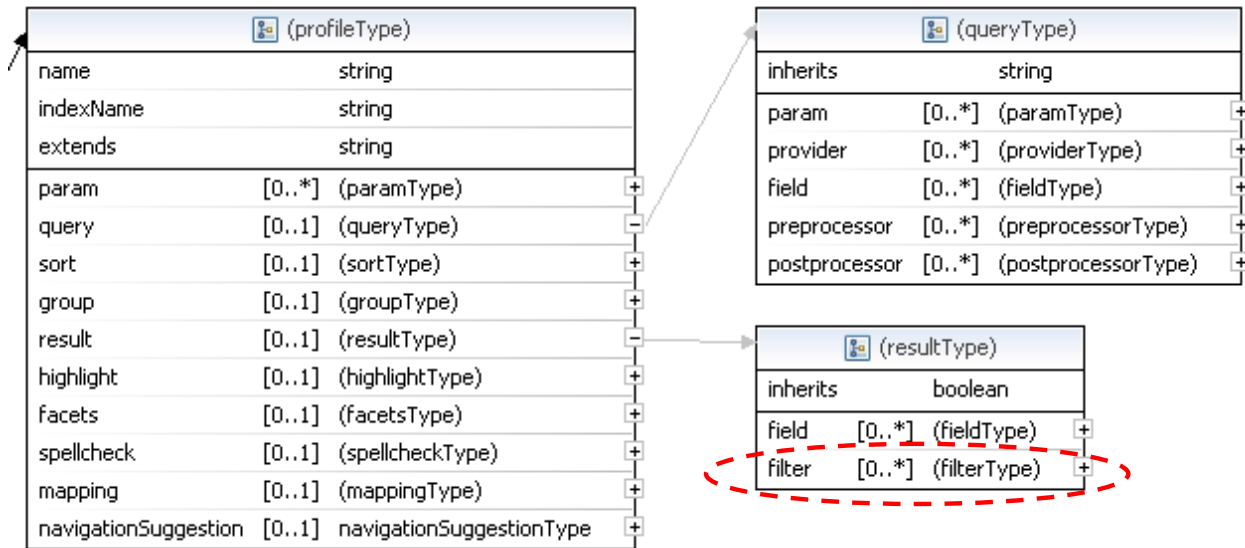 (profileType)
name string
indexName string
extends string
param [0..*] (paramType)
query [0..1] (queryType)
sort [0..1] (sortType)
group [0..1] (groupType)
result [0..1] (resultType)
highlight [0..1] (highlightType)
facets [0..1] (facetsType)
spellcheck [0..1] (spellcheckType)
mapping [0..1] (mappingType)
navigationSuggestion [0..1] navigationSuggestionType
(queryType)
inherits string
param [0..*] (paramType)
provider [0..*] (providerType)
field [0..*] (fieldType)
preprocessor [0..*] (preprocessorType)
postprocessor [0..*] (postprocessorType)
(resultType)
inherits boolean
field [0..*] (fieldType)
filter [0..*] (filterType)